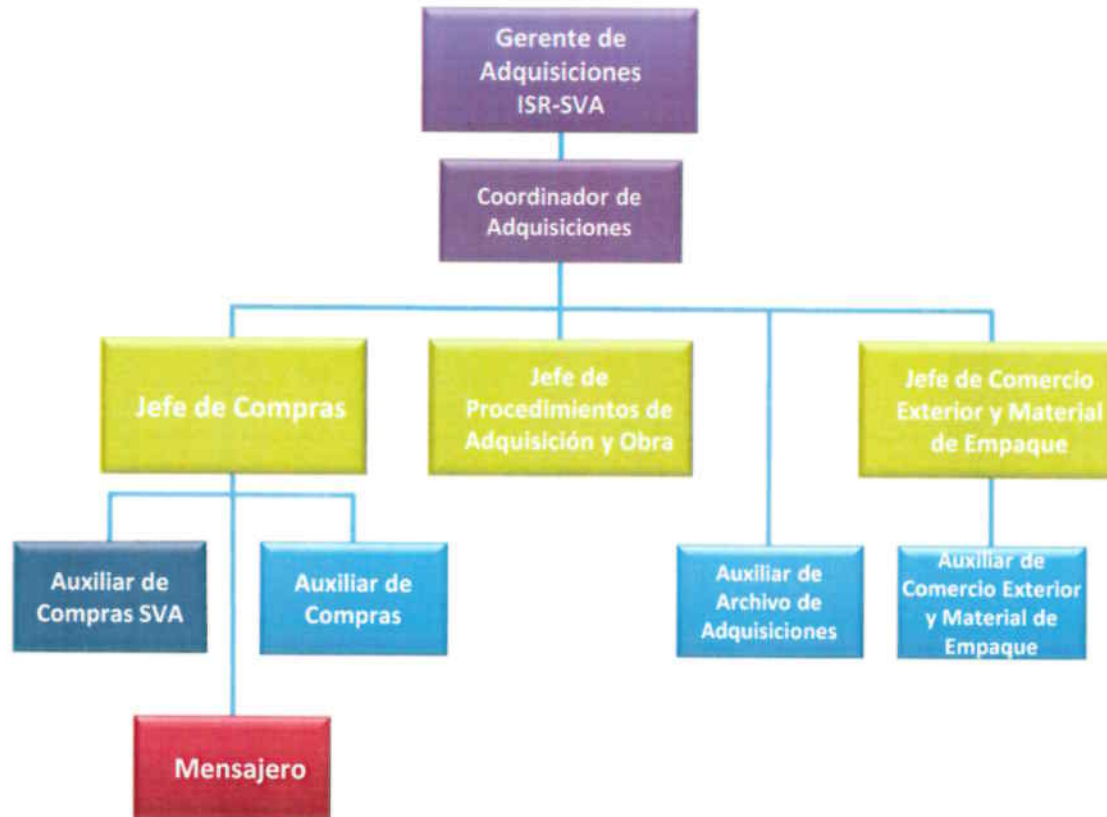 Gerente de
Adquisiciones
ISR-SVA
Coordinador de
Adquisiciones
Jefe de Compras
Jefe de
Procedimientos de
Adquisición y Obra
Jefe de Comercio
Exterior y Material
de Empaque
Auxiliar de
Compras SVA
Auxiliar de
Compras
Auxiliar de
Archivo de
Adquisiciones
Auxiliar de
Comercio Exterior
y Material de
Empaque
Mensajero